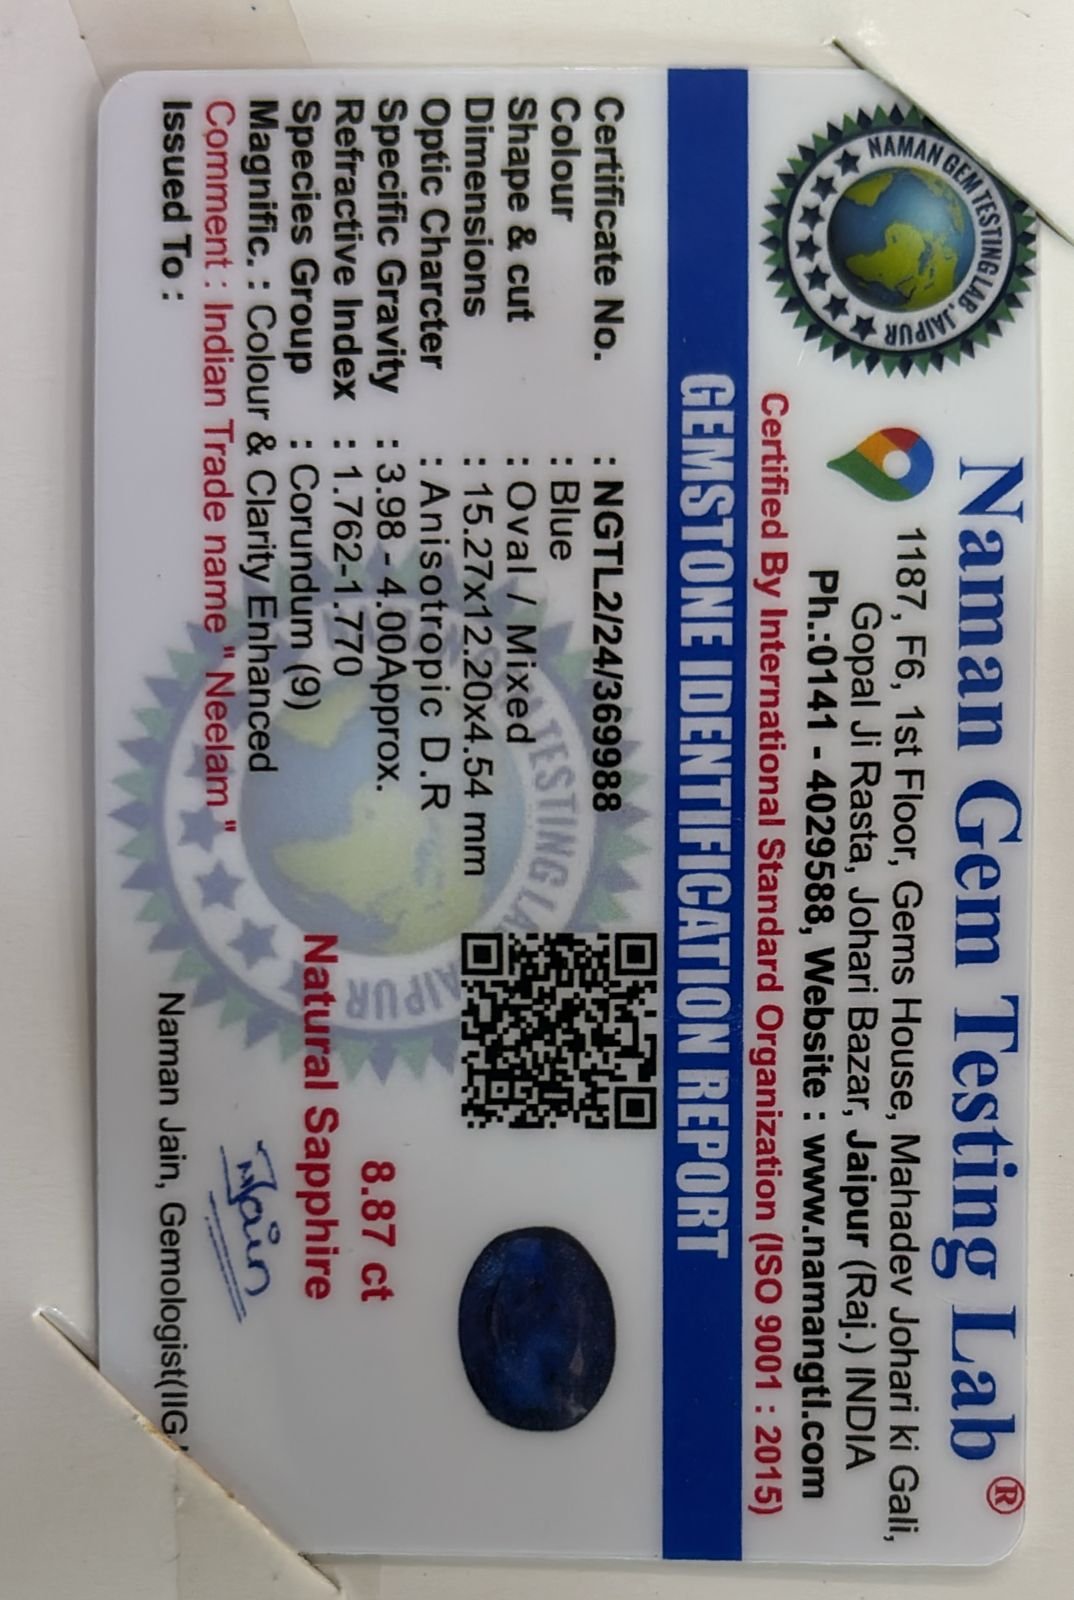 Naman Gem Testing Lab ®
NAMAN GEM TESTING LAB, JAIPUR
1187, F6, 1st Floor, Gems House, Mahadev Johari ki Gali,
Gopal Ji Rasta, Johari Bazar, Jaipur (Raj.) INDIA
Ph.:0141 - 4029588, Website : www.namangtl.com
Certified By International Standard Organization (ISO 9001 : 2015)
GEMSTONE IDENTIFICATION REPORT
Certificate No. : NGTL2/24/369988
Colour : Blue
Shape & cut : Oval / Mixed
Dimensions : 15.27x12.20x4.54 mm
Optic Charcter : Anisotropic D.R
Specific Gravity : 3.98 - 4.00Approx.
Refractive Index : 1.762-1.770
Species Group : Corundum (9)
Magnific. : Colour & Clarity Enhanced
Comment : Indian Trade name " Neelam "
Issued To :
8.87 ct
Natural Sapphire
NJain
Naman Jain, Gemologist(IIG